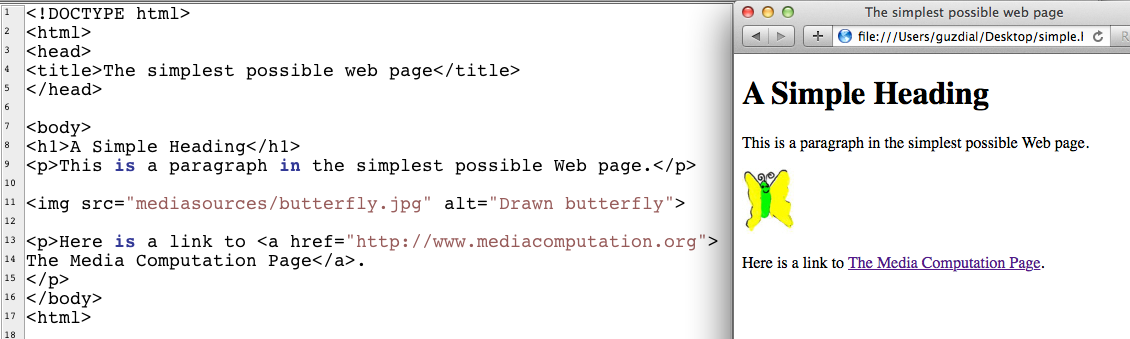 1 <!DOCTYPE html>
2 <html>
3 <head>
4 <title>The simplest possible web page</title>
5 </head>
6
7 <body>
8 <h1>A Simple Heading</h1>
9 <p>This is a paragraph in the simplest possible Web page.</p>
10
11 <img src="mediasources/butterfly.jpg" alt="Drawn butterfly">
12
13 <p>Here is a link to <a href="http://www.mediacomputation.org">
14 The Media Computation Page</a>.
15 </p>
16 </body>
17 <html>
18
The simplest possible web page
file:///Users/guzdial/Desktop/simple.l
A Simple Heading
This is a paragraph in the simplest possible Web page.
Here is a link to The Media Computation Page.